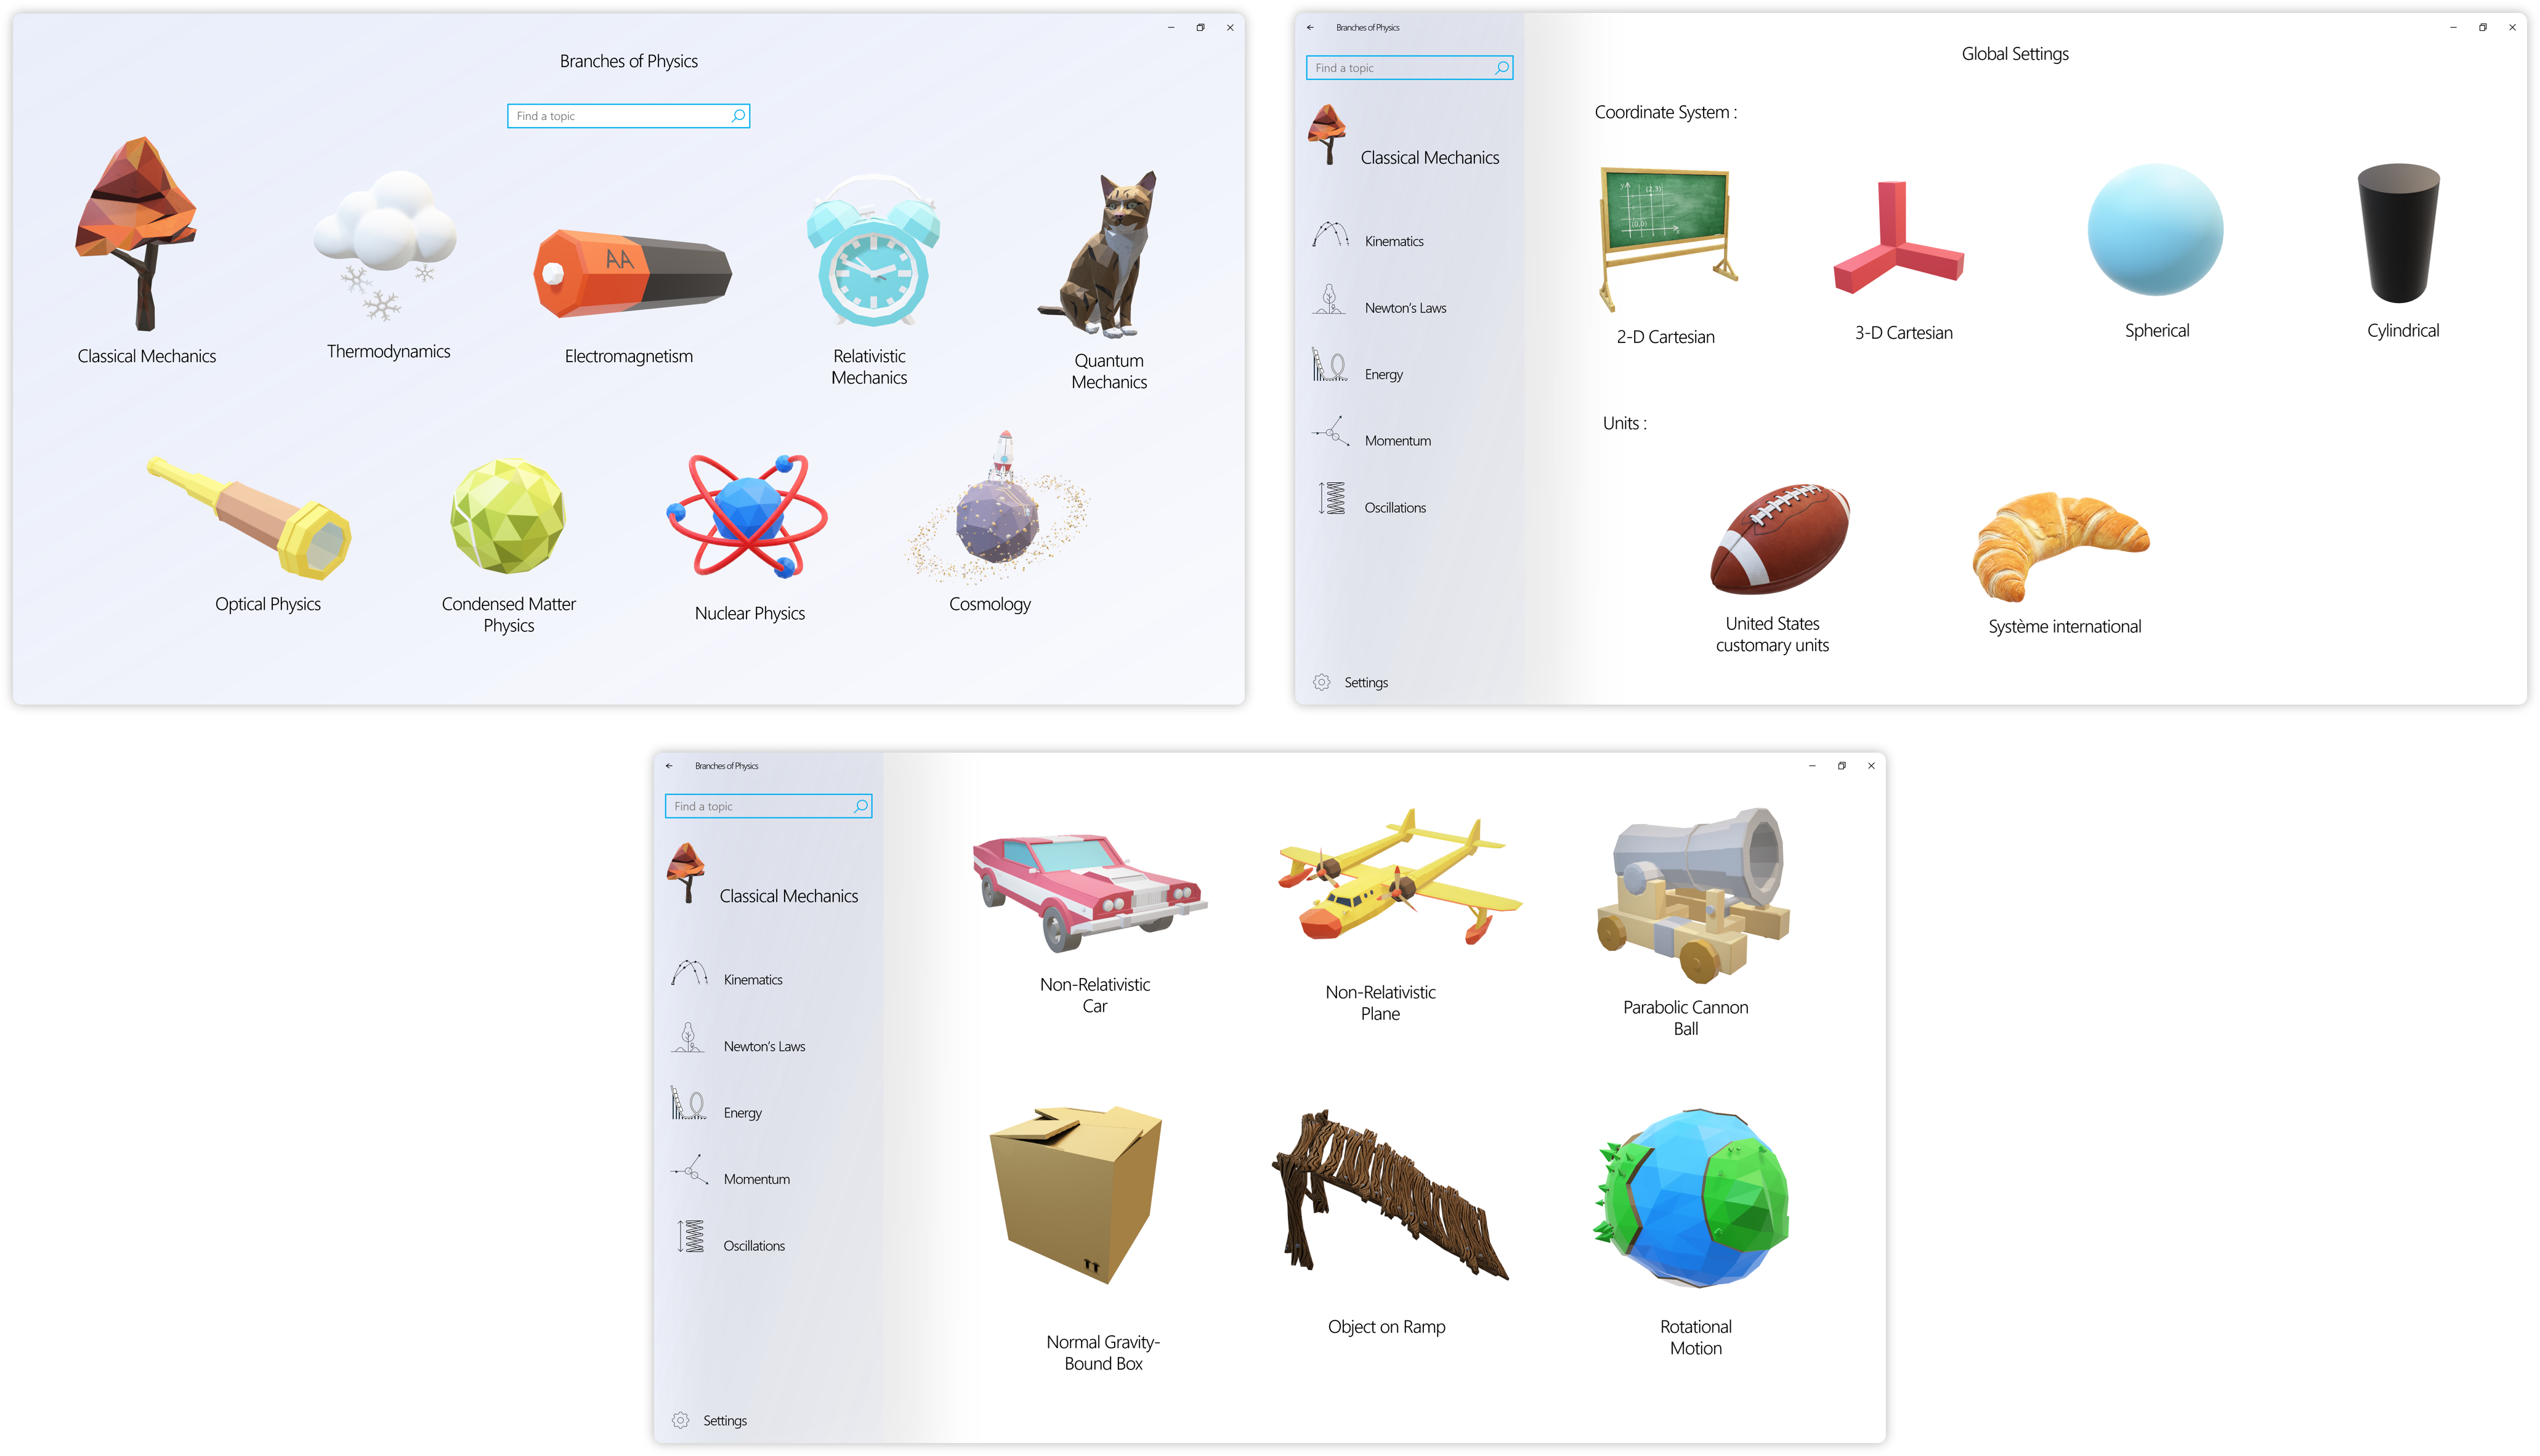 Branches of Physics
Find a topic
AA
Classical Mechanics
Thermodynamics
Electromagnetism
Relativistic
Mechanics
Quantum
Mechanics
Optical Physics
Condensed Matter
Physics
Nuclear Physics
Cosmology
Branches of Physics
Find a topic
Classical Mechanics
Kinematics
Newton's Laws
Energy
Momentum
Oscillations
Settings
Global Settings
Coordinate System :
y
(2,3)
(0,0)
x
2-D Cartesian
3-D Cartesian
Spherical
Cylindrical
Units :
United States
customary units
Système international
Branches of Physics
Find a topic
Classical Mechanics
Kinematics
Newton's Laws
Energy
Momentum
Oscillations
Settings
Non-Relativistic
Car
Non-Relativistic
Plane
Parabolic Cannon
Ball
Normal Gravity-
Bound Box
Object on Ramp
Rotational
Motion